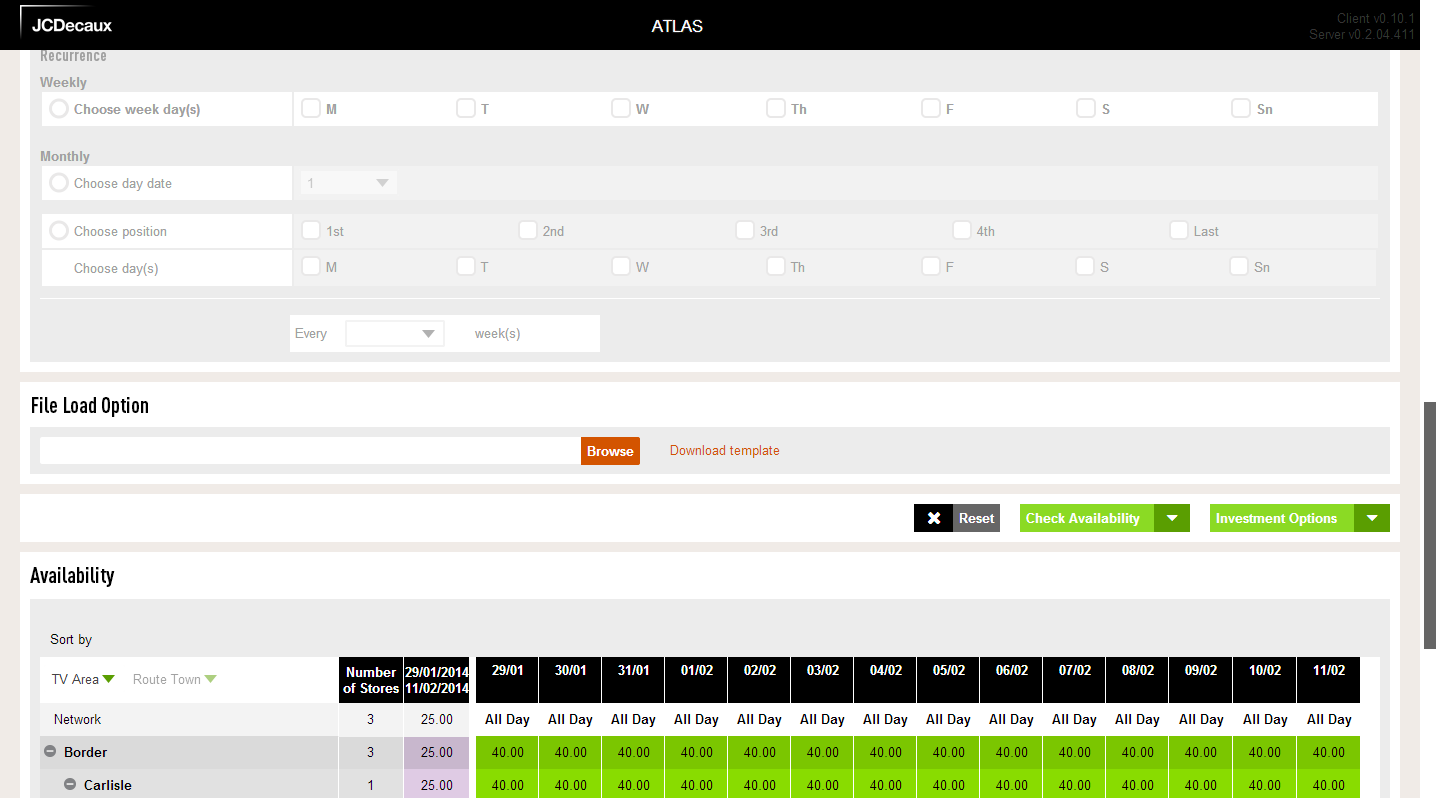 JCDecaux
ATLAS
Client v0.10.1
Server v0.2.04.411
Recurrence
Weekly
Choose week day(s) M T W Th F S Sn
Monthly
Choose day date 1
Choose position 1st 2nd 3rd 4th Last
Choose day(s) M T W Th F S Sn
Every week(s)
File Load Option
Browse Download template
Reset Check Availability Investment Options
Availability
Sort by
TV Area Route Town Number of Stores 29/01/2014 11/02/2014 29/01 30/01 31/01 01/02 02/02 03/02 04/02 05/02 06/02 07/02 08/02 09/02 10/02 11/02
Network 3 25.00 All Day All Day All Day All Day All Day All Day All Day All Day All Day All Day All Day All Day All Day All Day
Border 3 25.00 40.00 40.00 40.00 40.00 40.00 40.00 40.00 40.00 40.00 40.00 40.00 40.00 40.00 40.00
Carlisle 1 25.00 40.00 40.00 40.00 40.00 40.00 40.00 40.00 40.00 40.00 40.00 40.00 40.00 40.00 40.00